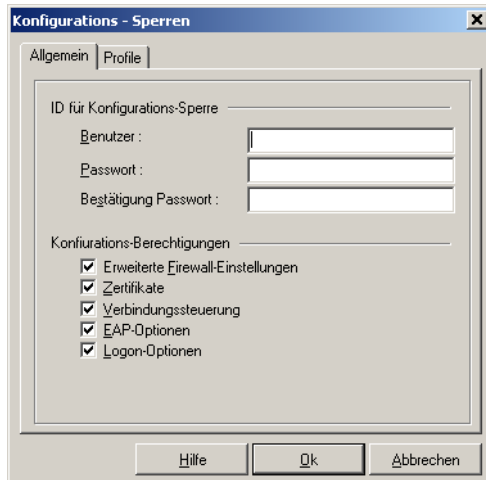 Konfigurations - Sperren
Allgemein Profile
ID für Konfigurations-Sperre
Benutzer :
Passwort :
Bestätigung Passwort :
Konfiurations-Berechtigungen
Erweiterte Firewall-Einstellungen
Zertifikate
Verbindungssteuerung
EAP-Optionen
Logon-Optionen
Hilfe Ok Abbrechen